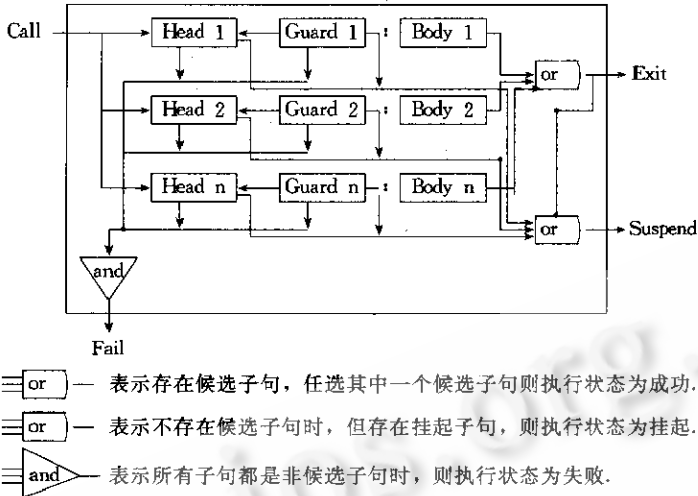 Call Head 1 Guard 1 : Body 1
or Exit
Head 2 Guard 2 : Body 2
Head n Guard n : Body n
or Suspend
and
Fail
or 表示存在候选子句，任选其中一个候选子句则执行状态为成功.
or 表示不存在候选子句时，但存在挂起子句，则执行状态为挂起.
and 表示所有子句都是非候选子句时，则执行状态为失败.